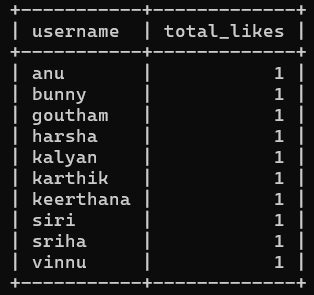 +-----------+-------------+
| username  | total_likes |
+-----------+-------------+
| anu       |           1 |
| bunny     |           1 |
| goutham   |           1 |
| harsha    |           1 |
| kalyan    |           1 |
| karthik   |           1 |
| keerthana |           1 |
| siri      |           1 |
| sriha     |           1 |
| vinnu     |           1 |
+-----------+-------------+